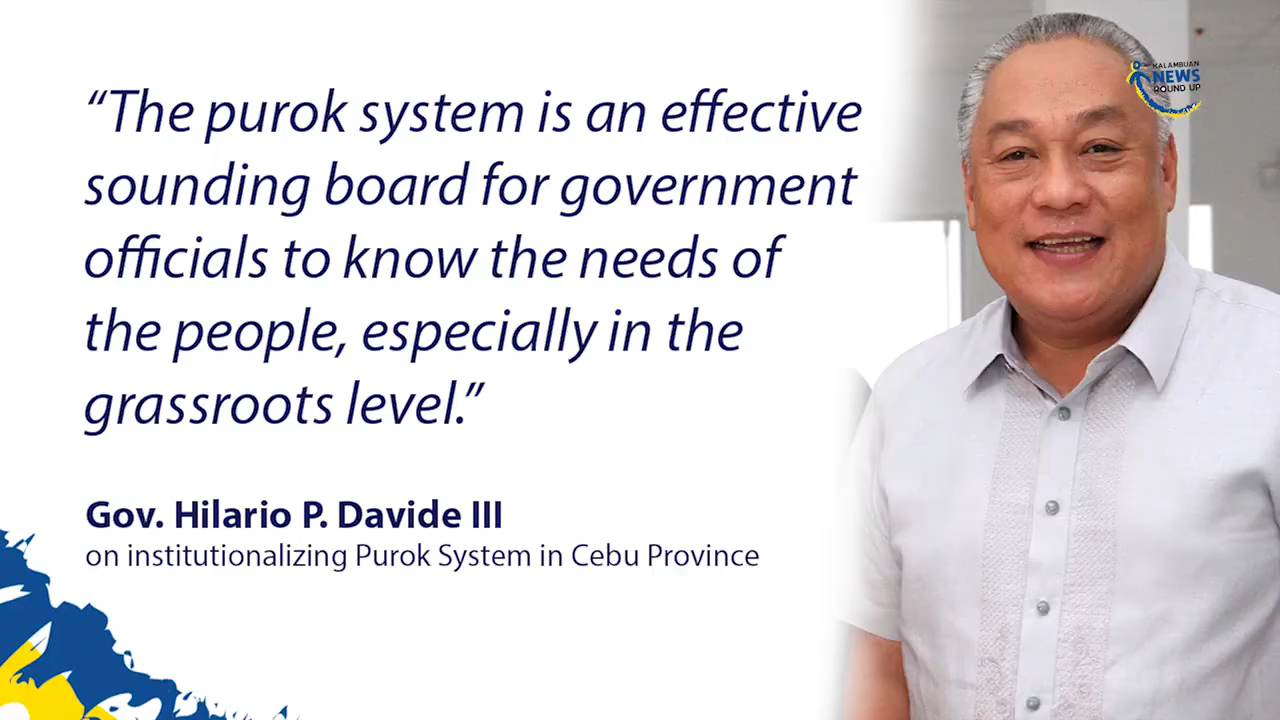 “The purok system is an effective
sounding board for government
officials to know the needs of
the people, especially in the
grassroots level.”
Gov. Hilario P. Davide III
on institutionalizing Purok System in Cebu Province
KALAMBUAN
NEWS
ROUND UP